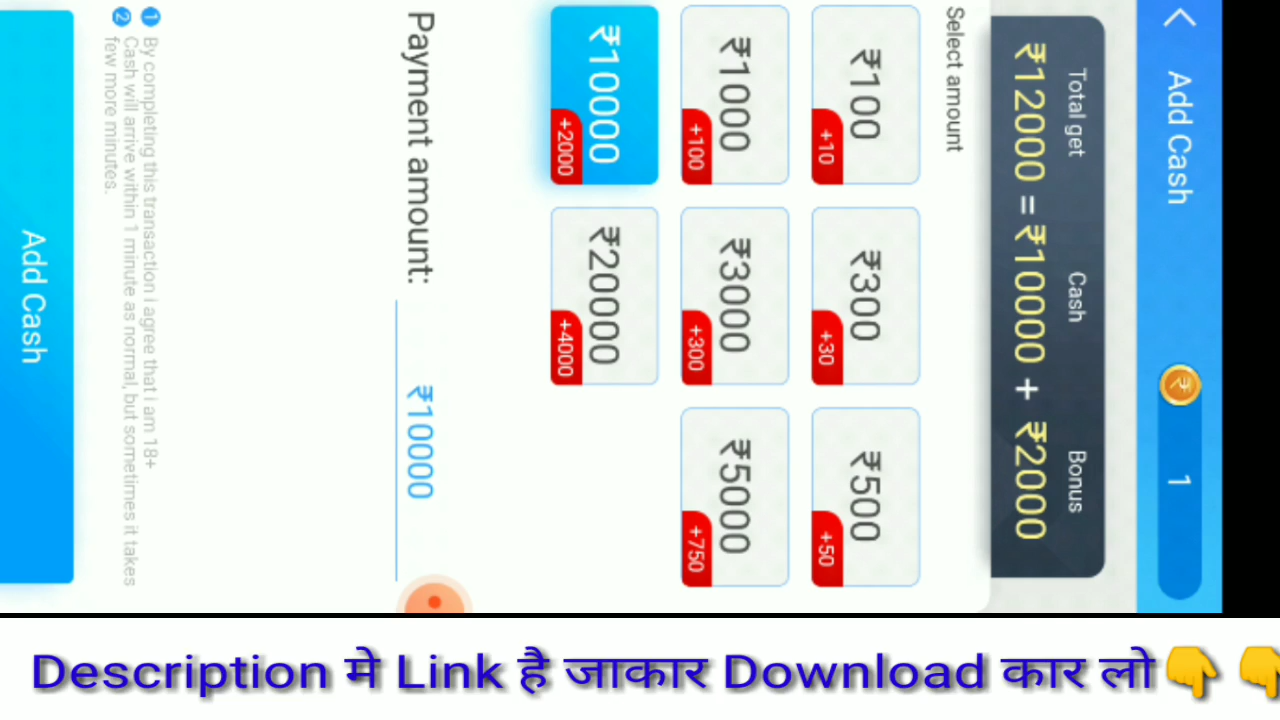 Add Cash
1
Total get Cash Bonus
₹12000 = ₹10000 + ₹2000
Select amount
₹100 +10
₹300 +30
₹500 +50
₹1000 +100
₹3000 +300
₹5000 +750
₹10000 +2000
₹20000 +4000
Payment amount: ₹10000
1 By completing this transaction i agree that i am 18+
2 Cash will arrive within 1 minute as normal, but sometimes it takes
few more minutes.
Add Cash
Description मे Link है जाकार Download कार लो👇 👇